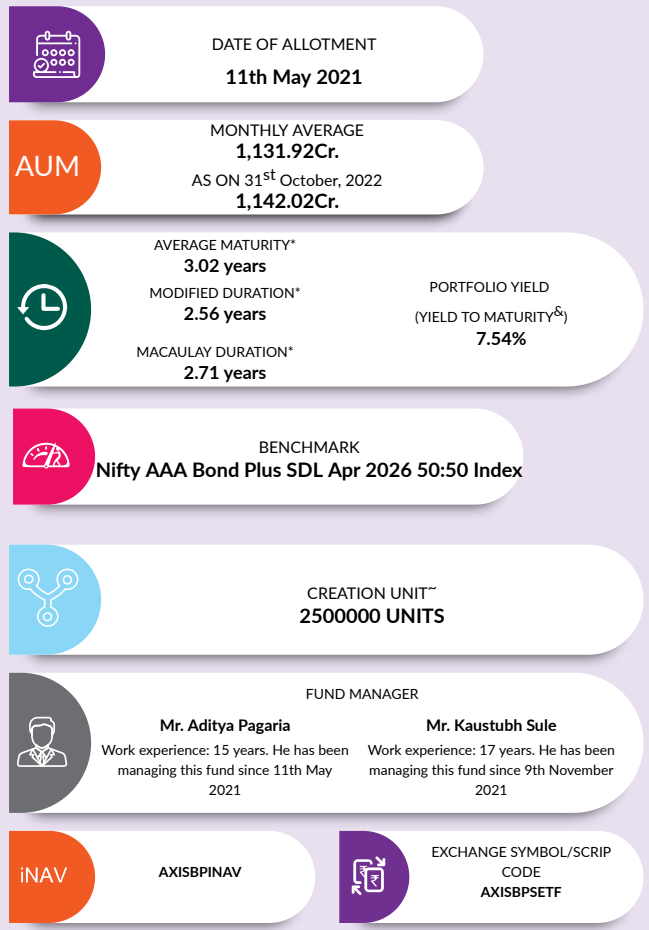 DATE OF ALLOTMENT
11th May 2021
AUM
MONTHLY AVERAGE
1,131.92Cr.
AS ON 31st October, 2022
1,142.02Cr.
AVERAGE MATURITY*
3.02 years
MODIFIED DURATION*
2.56 years
MACAULAY DURATION*
2.71 years
PORTFOLIO YIELD
(YIELD TO MATURITY&)
7.54%
BENCHMARK
Nifty AAA Bond Plus SDL Apr 2026 50:50 Index
CREATION UNIT~
2500000 UNITS
FUND MANAGER
Mr. Aditya Pagaria
Work experience: 15 years. He has been
managing this fund since 11th May
2021
Mr. Kaustubh Sule
Work experience: 17 years. He has been
managing this fund since 9th November
2021
iNAV
AXISBPINAV
₹
₹
EXCHANGE SYMBOL/SCRIP
CODE
AXISBPSETF